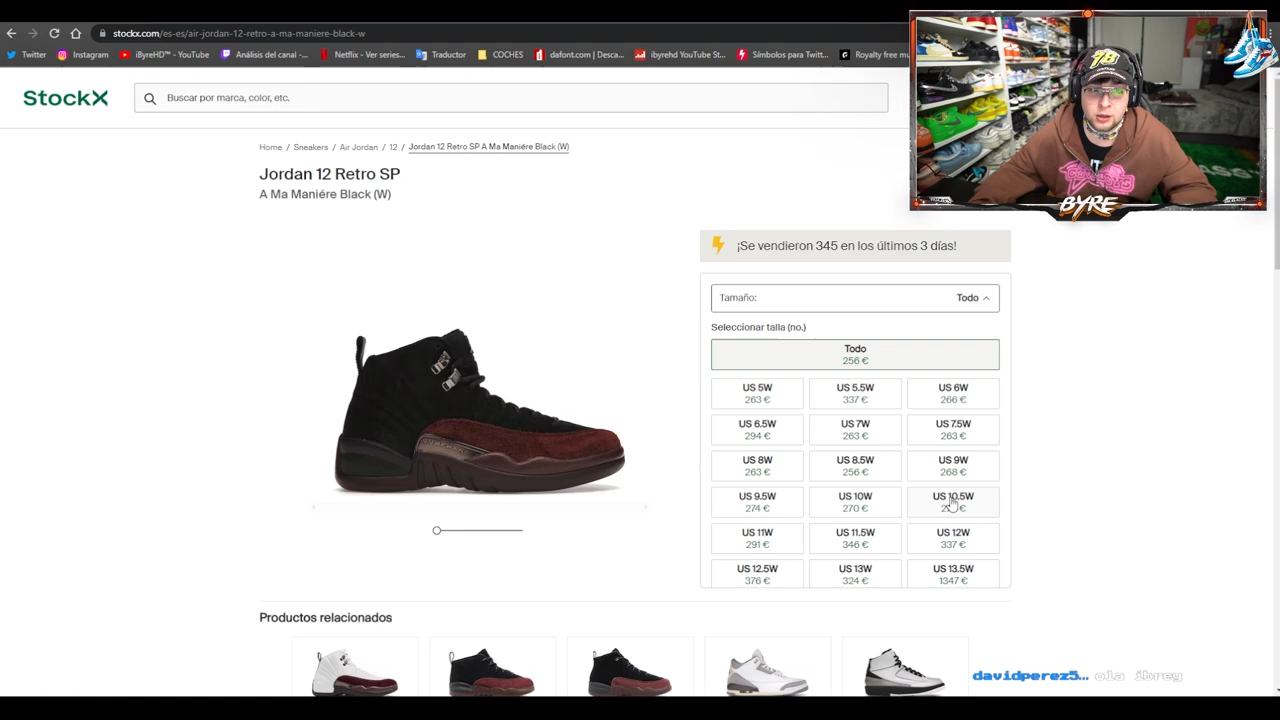 stockx.com/es-es/air-jordan-12-retro-a-ma-maniere-black-w
Twitter
Instagram
iByreHD™ - YouTube
Análisis del canal -...
Netflix - Ver series...
Traductor
COCHES
dafont.com | Desca...
ibyrehd YouTube St...
Símbolos para Twitt...
Royalty free mu
StockX
Buscar por marca, color, etc.
Home / Sneakers / Air Jordan / 12 / Jordan 12 Retro SP A Ma Maniére Black (W)
Jordan 12 Retro SP
A Ma Maniére Black (W)
BYRE
¡Se vendieron 345 en los últimos 3 días!
Tamaño:
Todo
Seleccionar talla (no.)
Todo
256 €
US 5W
263 €
US 5.5W
337 €
US 6W
266 €
US 6.5W
294 €
US 7W
263 €
US 7.5W
263 €
US 8W
263 €
US 8.5W
256 €
US 9W
268 €
US 9.5W
274 €
US 10W
270 €
US 10.5W
US 11W
291 €
US 11.5W
346 €
US 12W
337 €
US 12.5W
376 €
US 13W
324 €
US 13.5W
1347 €
Productos relacionados
davidperez5... ola ibrey